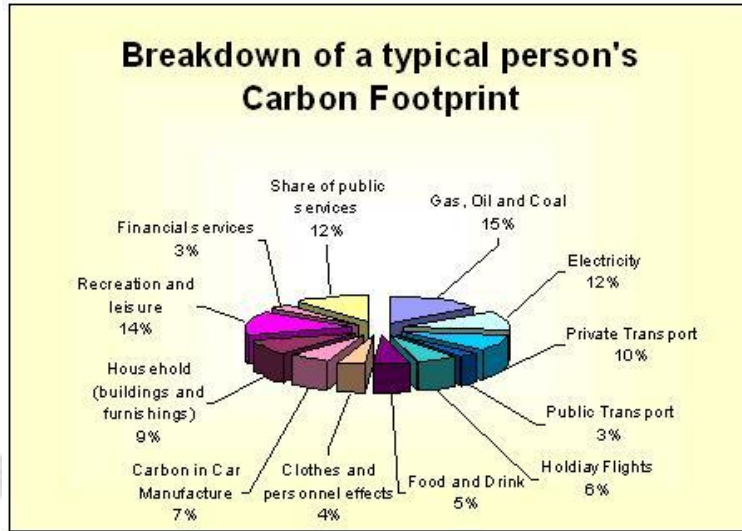 Breakdown of a typical person's
Carbon Footprint
Share of public
services
12%
Gas, Oil and Coal
15%
Financial services
3%
Electricity
12%
Recreation and
leisure
14%
Private Transport
10%
Household
(buildings and
furnishings)
9%
Public Transport
3%
Carbon in Car
Manufacture
7%
Clothes and
personnel effects
4%
Food and Drink
5%
Holdiay Flights
6%